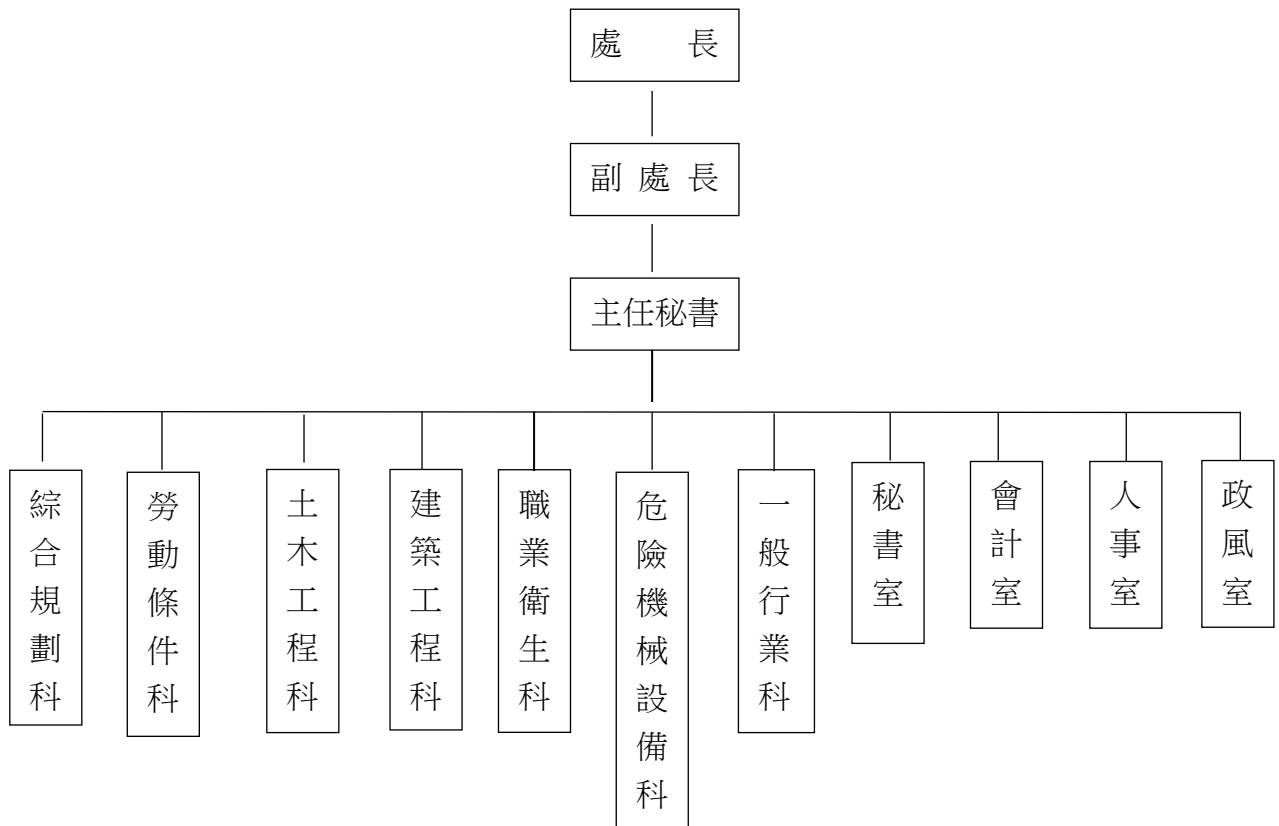 處長
副處長
主任秘書
綜合規劃科
勞動條件科
土木工程科
建築工程科
職業衛生科
危險機械設備科
一般行業科
秘書室
會計室
人事室
政風室